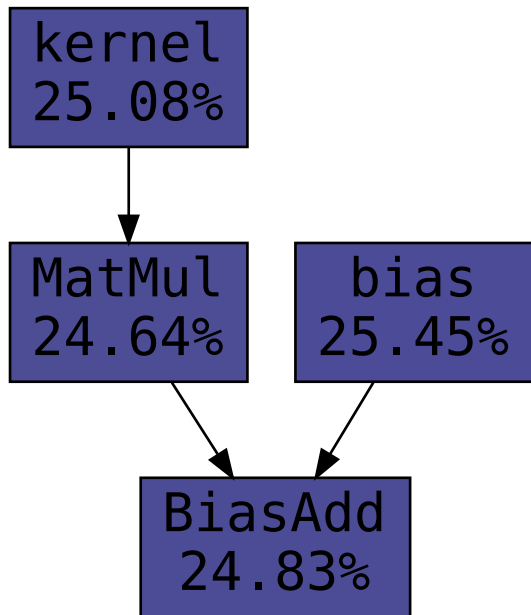 kernel
25.08%
MatMul
24.64%
bias
25.45%
BiasAdd
24.83%